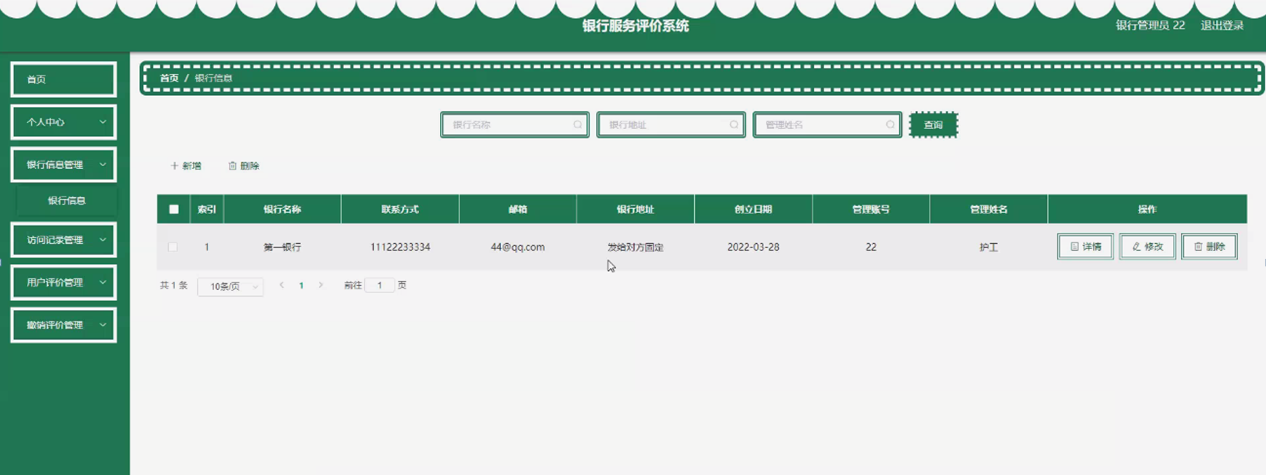 银行服务评价系统
银行管理员 22 退出登录
首页
个人中心
银行信息管理
银行信息
访问记录管理
用户评价管理
撤销评价管理
首页 / 银行信息
银行名称 银行地址 管理姓名 查询
新增 删除
索引 银行名称 联系方式 邮箱 银行地址 创立日期 管理账号 管理姓名 操作
1 第一银行 11122233334 44@qq.com 发给对方固定 2022-03-28 22 护工 详情 修改 删除
共 1 条 10条/页 1 前往 1 页